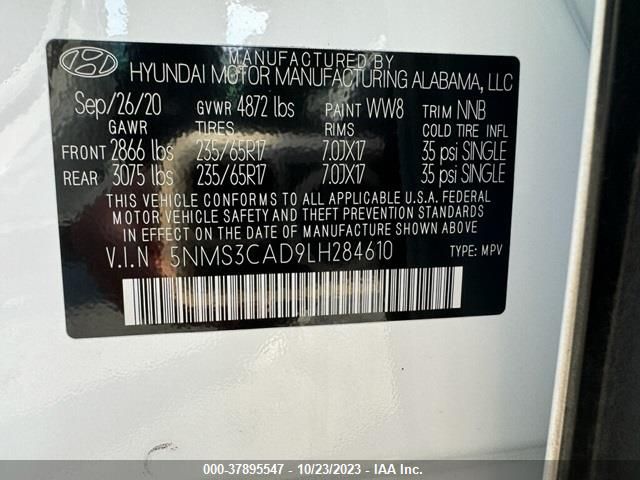 MANUFACTURED BY
HYUNDAI MOTOR MANUFACTURING ALABAMA, LLC
Sep/26/20 GVWR 4872 lbs PAINT WW8 TRIM NNB
GAWR TIRES RIMS COLD TIRE INFL
FRONT 2866 lbs 235/65R17 7.0JX17 35 psi SINGLE
REAR 3075 lbs 235/65R17 7.0JX17 35 psi SINGLE
THIS VEHICLE CONFORMS TO ALL APPLICABLE U.S.A. FEDERAL
MOTOR VEHICLE SAFETY AND THEFT PREVENTION STANDARDS
IN EFFECT ON THE DATE OF MANUFACTURE SHOWN ABOVE
V.I.N 5NMS3CAD9LH284610 TYPE: MPV
000-37895547 - 10/23/2023 - IAA Inc.